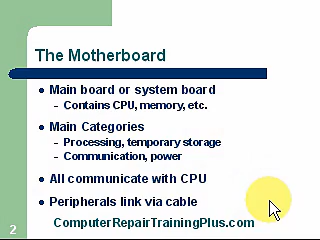 The Motherboard
• Main board or system board
- Contains CPU, memory, etc.
• Main Categories
- Processing, temporary storage
- Communication, power
• All communicate with CPU
• Peripherals link via cable
ComputerRepairTrainingPlus.com
2